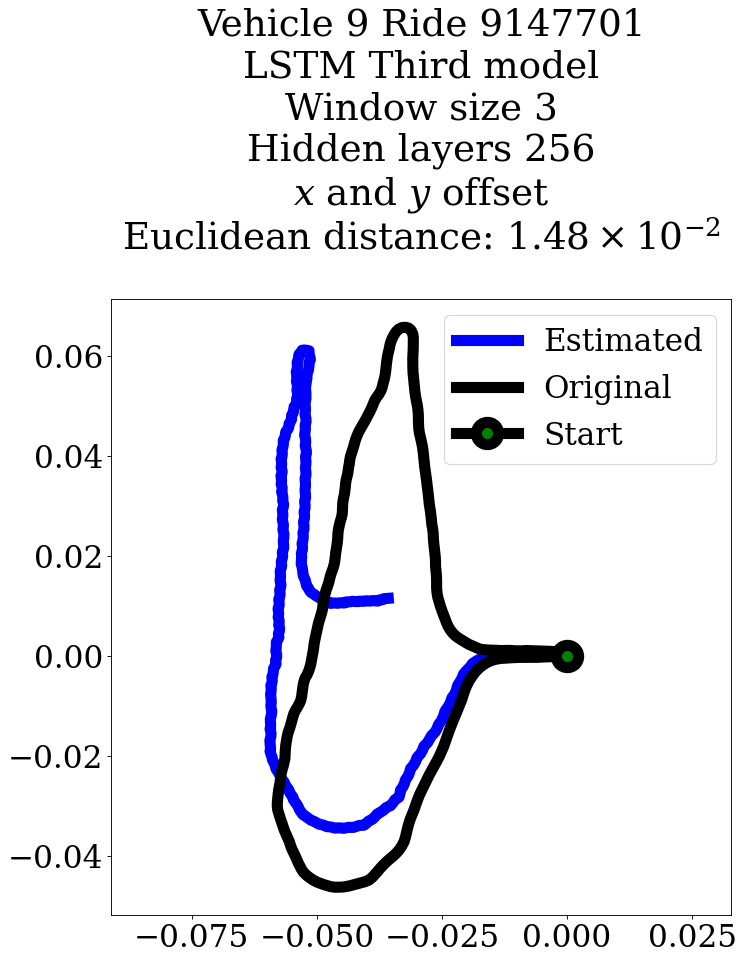 Vehicle 9 Ride 9147701
LSTM Third model
Window size 3
Hidden layers 256
x and y offset
Euclidean distance: 1.48 × 10⁻²
Estimated
Original
Start
0.06
0.04
0.02
0.00
−0.02
−0.04
−0.075 −0.050 −0.025 0.000 0.025